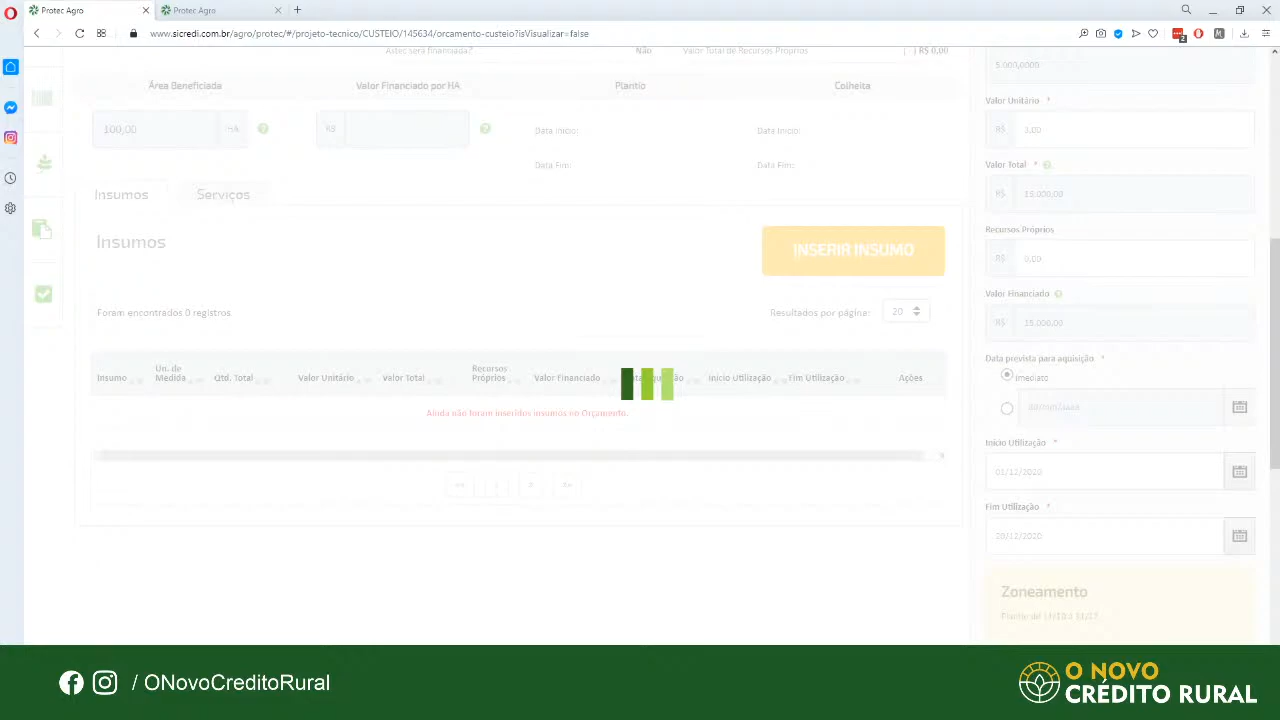 Protec Agro
Protec Agro
www.sicredi.com.br/agro/protec/#/projeto-tecnico/CUSTEIO/145634/orcamento-custeio?isVisualiar=false
Astec será financiada?
Não
Valor Total de Recursos Próprios
R$ 0,00
Área Beneficiada
Valor Financiado por HA
Plantio
Colheita
100,00
HA
R$
Data Início:
Data Início:
Data Fim:
Data Fim:
Insumos
Serviços
Insumos
INSERIR INSUMO
Foram encontrados 0 registros
Resultados por página:
20
Insumo
Un. de Medida
Qtd. Total
Valor Unitário
Valor Total
Recursos Próprios
Valor Financiado
Início Utilização
Fim Utilização
Ações
Ainda não foram inseridos insumos no Orçamento.
5.000,0000
Valor Unitário *
R$ 3,00
Valor Total *
R$ 15.000,00
Recursos Próprios
R$ 0,00
Valor Financiado
R$ 15.000,00
Data prevista para aquisição *
Imediato
dd/mm/aaaa
Início Utilização *
01/12/2020
Fim Utilização *
20/12/2020
Zoneamento
/ ONovoCreditoRural
O NOVO
CRÉDITO RURAL